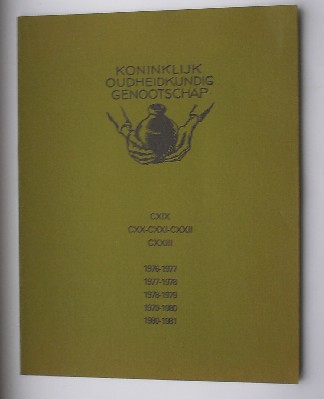 KONINKLIJK
OUDHEIDKUNDIG
GENOOTSCHAP
CXIX
CXX-CXXI-CXXII
CXXIII
1976-1977
1977-1978
1978-1979
1979-1980
1980-1981